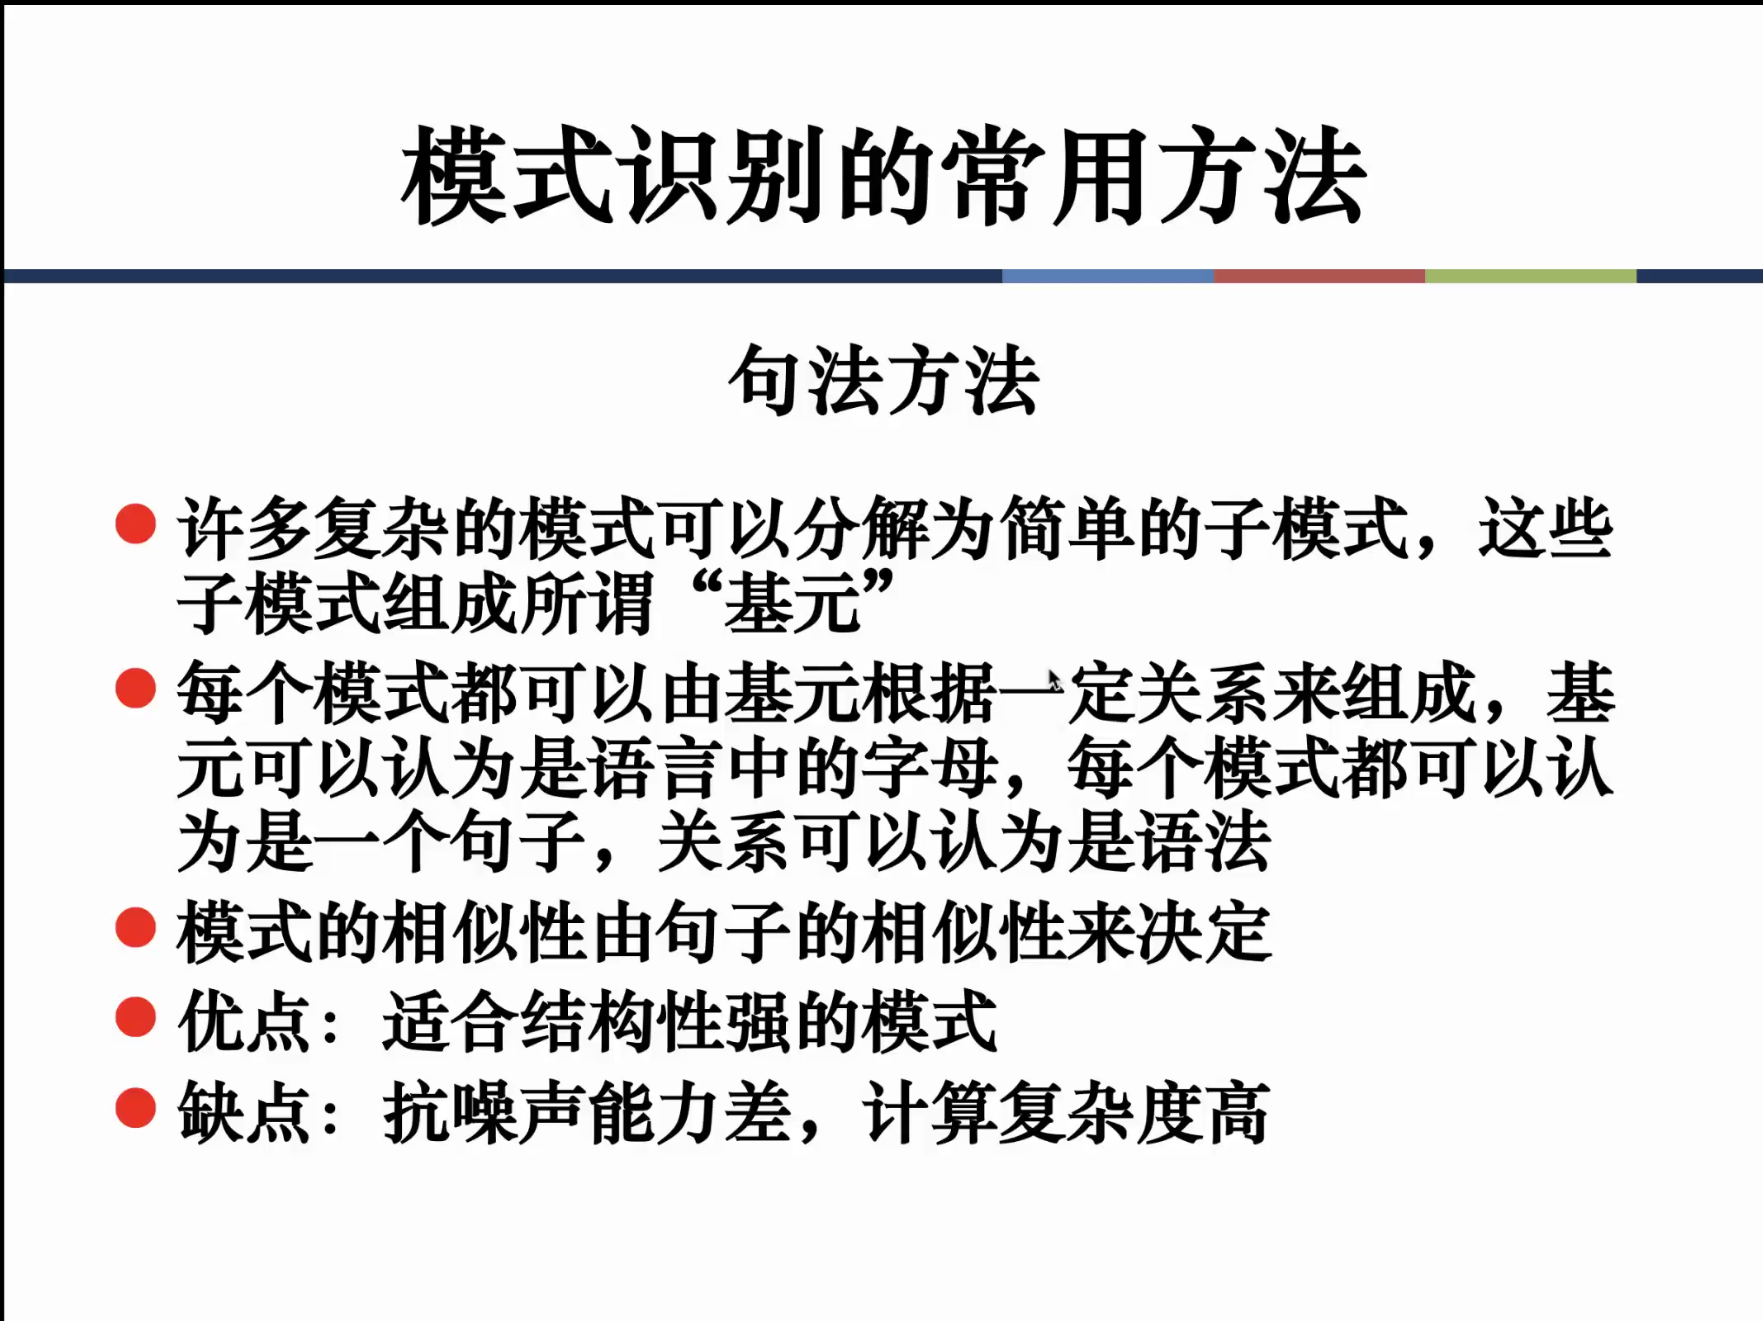 模式识别的常用方法
句法方法
许多复杂的模式可以分解为简单的子模式，这些
子模式组成所谓“基元”
每个模式都可以由基元根据一定关系来组成，基
元可以认为是语言中的字母，每个模式都可以认
为是一个句子，关系可以认为是语法
模式的相似性由句子的相似性来决定
优点：适合结构性强的模式
缺点：抗噪声能力差，计算复杂度高